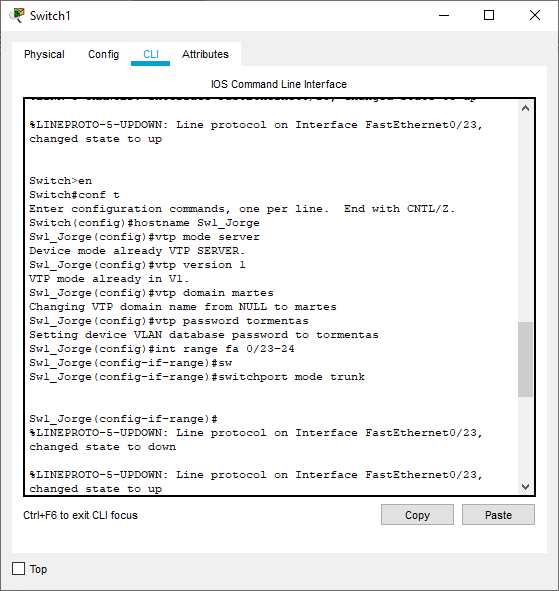 Switch1
Physical Config CLI Attributes
IOS Command Line Interface
%LINEPROTO-5-UPDOWN: Line protocol on Interface FastEthernet0/23,
changed state to up
Switch>en
Switch#conf t
Enter configuration commands, one per line.  End with CNTL/Z.
Switch(config)#hostname Sw1_Jorge
Sw1_Jorge(config)#vtp mode server
Device mode already VTP SERVER.
Sw1_Jorge(config)#vtp version 1
VTP mode already in V1.
Sw1_Jorge(config)#vtp domain martes
Changing VTP domain name from NULL to martes
Sw1_Jorge(config)#vtp password tormentas
Setting device VLAN database password to tormentas
Sw1_Jorge(config)#int range fa 0/23-24
Sw1_Jorge(config-if-range)#sw
Sw1_Jorge(config-if-range)#switchport mode trunk
Sw1_Jorge(config-if-range)#
%LINEPROTO-5-UPDOWN: Line protocol on Interface FastEthernet0/23,
changed state to down
%LINEPROTO-5-UPDOWN: Line protocol on Interface FastEthernet0/23,
changed state to up
Ctrl+F6 to exit CLI focus
Copy Paste
Top